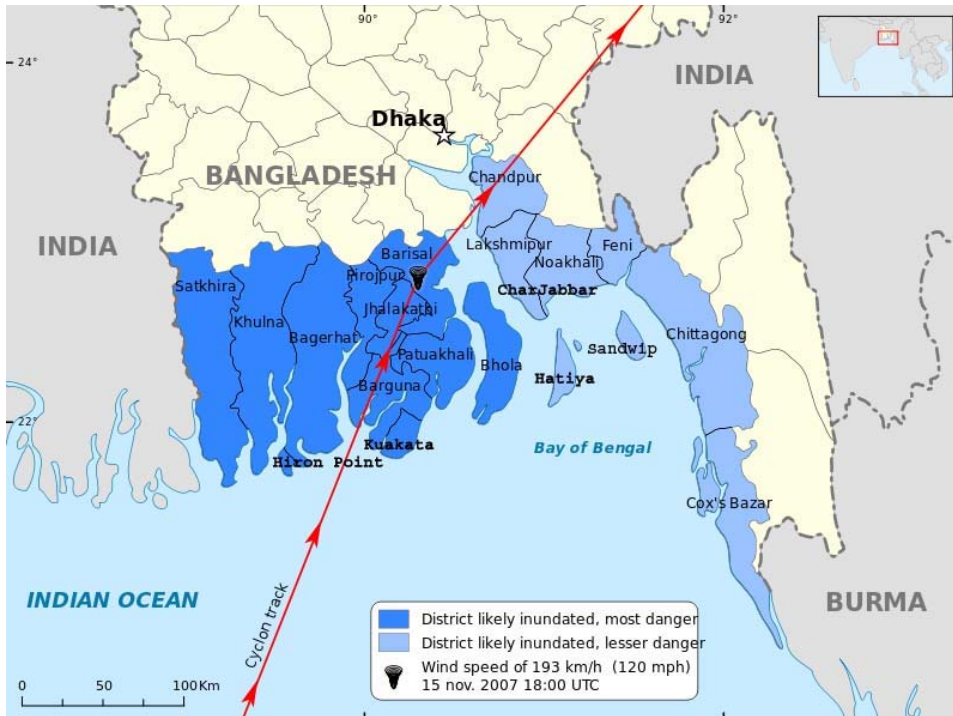 90°
92°
24°
INDIA
Dhaka
BANGLADESH
Chandpur
INDIA
Lakshmipur
Feni
Barisal
Noakhali
Pirojpur
Satkhira
CharJabbar
Jhalakathi
Khulna
Bagerhat
Chittagong
Sandwip
Patuakhali
Bhola
Hatiya
Barguna
22°
Kuakata
Bay of Bengal
Hiron Point
Cox's Bazar
INDIAN OCEAN
BURMA
Cyclon track
District likely inundated, most danger
District likely inundated, lesser danger
Wind speed of 193 km/h (120 mph)
15 nov. 2007 18:00 UTC
0 50 100Km